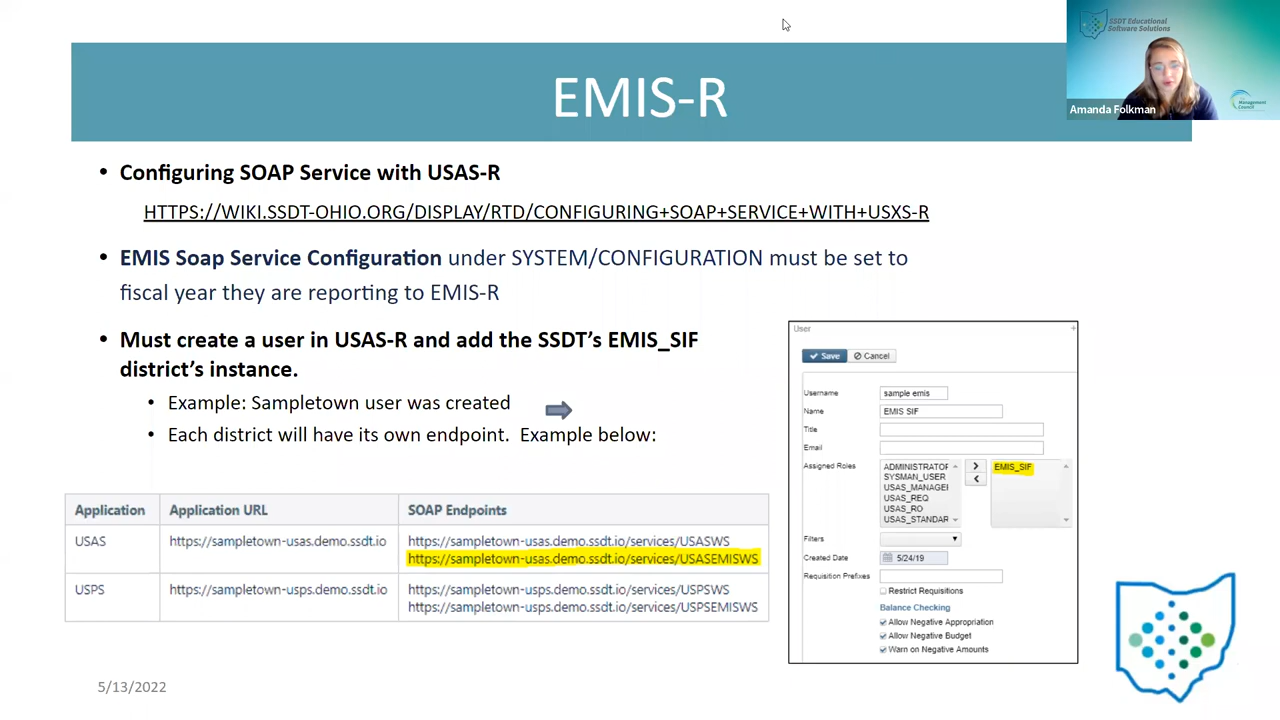 SSDT Educational
Software Solutions
Amanda Folkman
Management
Council
EMIS-R
• Configuring SOAP Service with USAS-R
HTTPS://WIKI.SSDT-OHIO.ORG/DISPLAY/RTD/CONFIGURING+SOAP+SERVICE+WITH+USXS-R
• EMIS Soap Service Configuration under SYSTEM/CONFIGURATION must be set to
fiscal year they are reporting to EMIS-R
• Must create a user in USAS-R and add the SSDT's EMIS_SIF
district's instance.
• Example: Sampletown user was created
• Each district will have its own endpoint. Example below:
Application Application URL SOAP Endpoints
USAS https://sampletown-usas.demo.ssdt.io https://sampletown-usas.demo.ssdt.io/services/USASWS
https://sampletown-usas.demo.ssdt.io/services/USASEMISWS
USPS https://sampletown-usps.demo.ssdt.io https://sampletown-usps.demo.ssdt.io/services/USPSWS
https://sampletown-usps.demo.ssdt.io/services/USPSEMISWS
User
Save Cancel
Username sample emis
Name EMIS SIF
Title
Email
Assigned Roles ADMINISTRATOR EMIS_SIF
SYSMAN_USER
USAS_MANAGEI
USAS_REQ
USAS_RO
USAS_STANDAR
Filters
Created Date 5/24/19
Requisition Prefixes
Restrict Requisitions
Balance Checking
Allow Negative Appropriation
Allow Negative Budget
Warn on Negative Amounts
5/13/2022